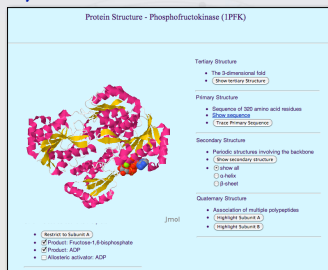 Protein Structure - Phosphofructokinase (1PFK)
Tertiary Structure
The 3-dimensional fold
Show tertiary Structure
Primary Structure
Sequence of 320 amino acid residues
Show sequence
Trace Primary Sequence
Secondary Structure
Periodic structures involving the backbone
Show secondary structure
show all
α-helix
β-sheet
Quaternary Structure
Association of multiple polypeptides
Highlight Subunit A
Highlight Subunit B
Jmol
Restrict to Subunit A
Product: Fructose-1,6-bisphosphate
Product: ADP
Allosteric activator: ADP